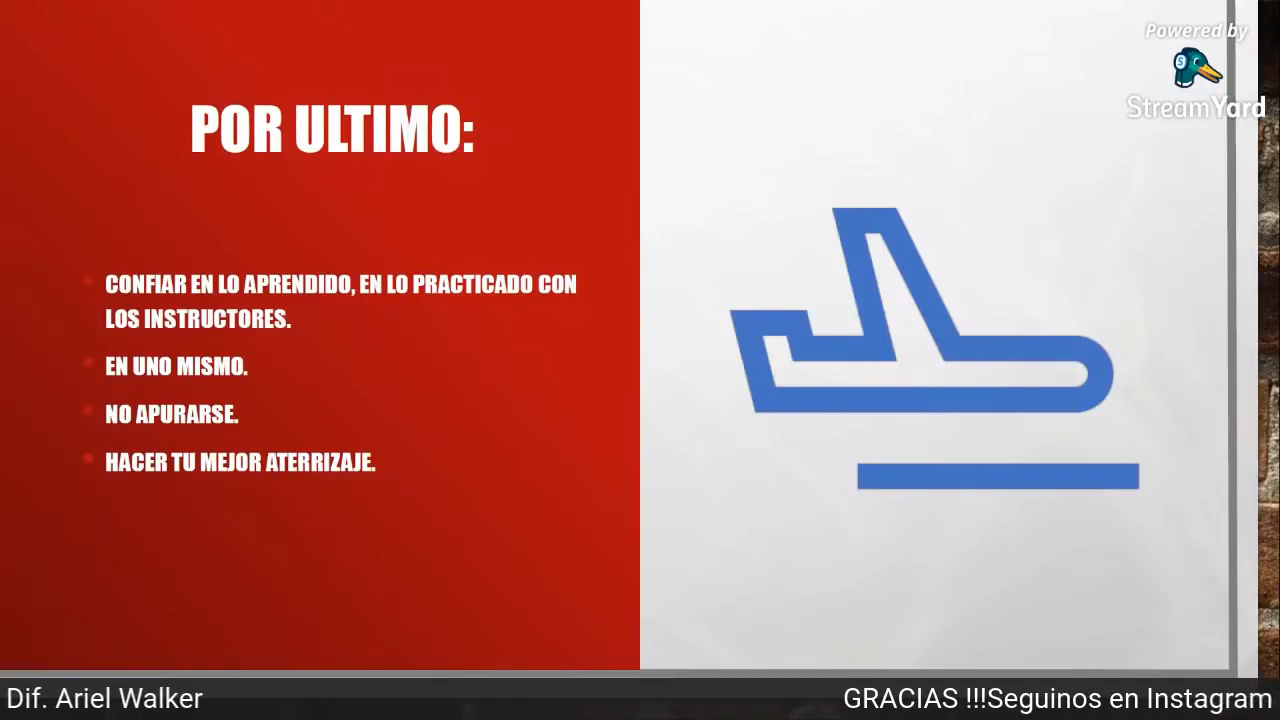 Powered by
StreamYard
POR ULTIMO:
CONFIAR EN LO APRENDIDO, EN LO PRACTICADO CON
LOS INSTRUCTORES.
EN UNO MISMO.
NO APURARSE.
HACER TU MEJOR ATERRIZAJE.
Dif. Ariel Walker
GRACIAS !!!Seguinos en Instagram